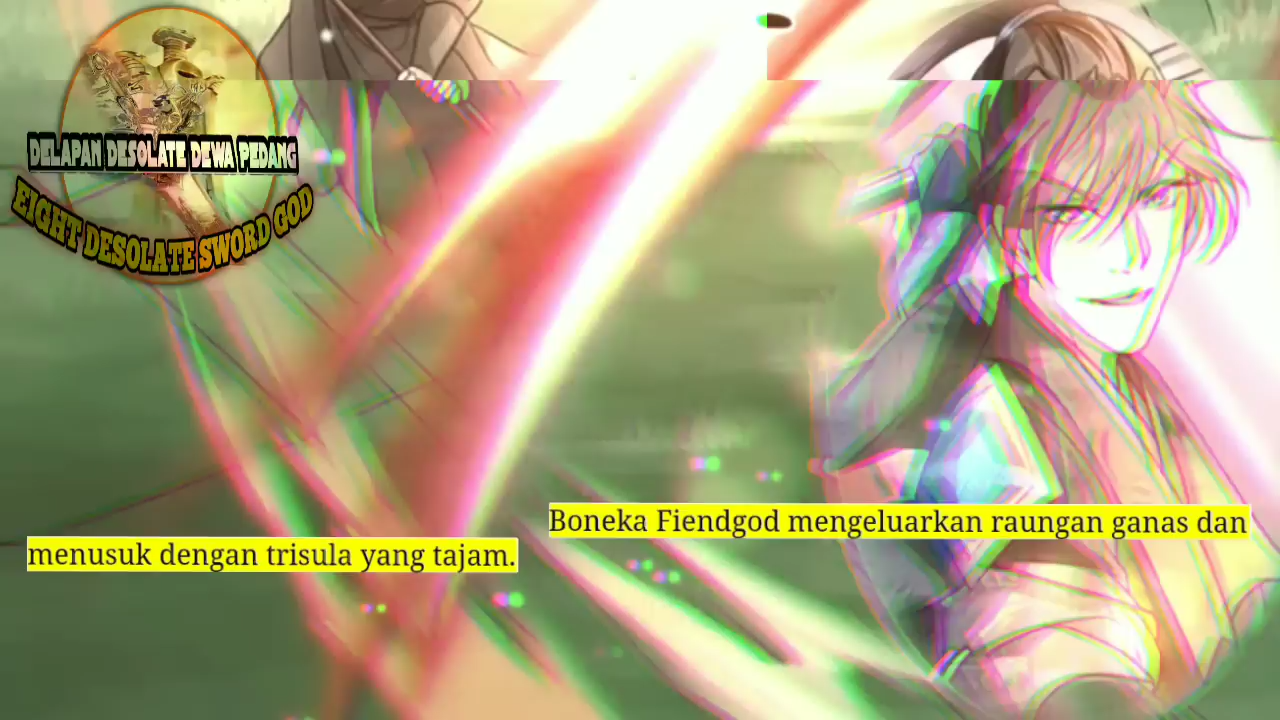 DELAPAN DESOLATE DEWA PEDANG
EIGHT DESOLATE SWORD GOD
Boneka Fiendgod mengeluarkan raungan ganas dan
menusuk dengan trisula yang tajam.